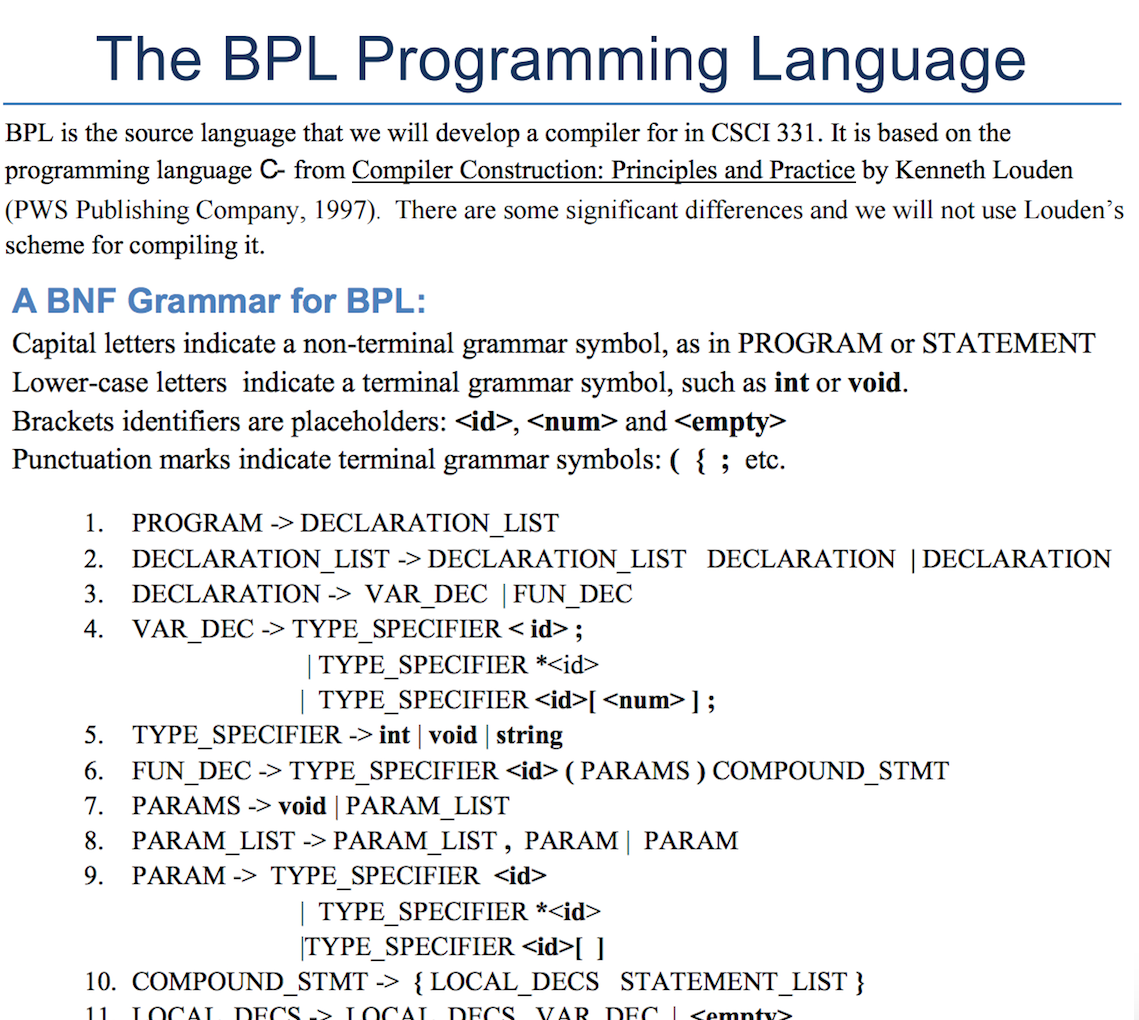 The BPL Programming Language
BPL is the source language that we will develop a compiler for in CSCI 331. It is based on the
programming language C- from Compiler Construction: Principles and Practice by Kenneth Louden
(PWS Publishing Company, 1997). There are some significant differences and we will not use Louden's
scheme for compiling it.
A BNF Grammar for BPL:
Capital letters indicate a non-terminal grammar symbol, as in PROGRAM or STATEMENT
Lower-case letters indicate a terminal grammar symbol, such as int or void.
Brackets identifiers are placeholders: <id>, <num> and <empty>
Punctuation marks indicate terminal grammar symbols: ( { ; etc.
1. PROGRAM -> DECLARATION_LIST
2. DECLARATION_LIST -> DECLARATION_LIST DECLARATION | DECLARATION
3. DECLARATION -> VAR_DEC | FUN_DEC
4. VAR_DEC -> TYPE_SPECIFIER < id> ;
| TYPE_SPECIFIER *<id>
| TYPE_SPECIFIER <id>[ <num> ] ;
5. TYPE_SPECIFIER -> int | void | string
6. FUN_DEC -> TYPE_SPECIFIER <id> ( PARAMS ) COMPOUND_STMT
7. PARAMS -> void | PARAM_LIST
8. PARAM_LIST -> PARAM_LIST , PARAM | PARAM
9. PARAM -> TYPE_SPECIFIER <id>
| TYPE_SPECIFIER *<id>
|TYPE_SPECIFIER <id>[ ]
10. COMPOUND_STMT -> { LOCAL_DECS STATEMENT_LIST }
11. LOCAL_DECS -> LOCAL_DECS VAR_DEC | <empty>